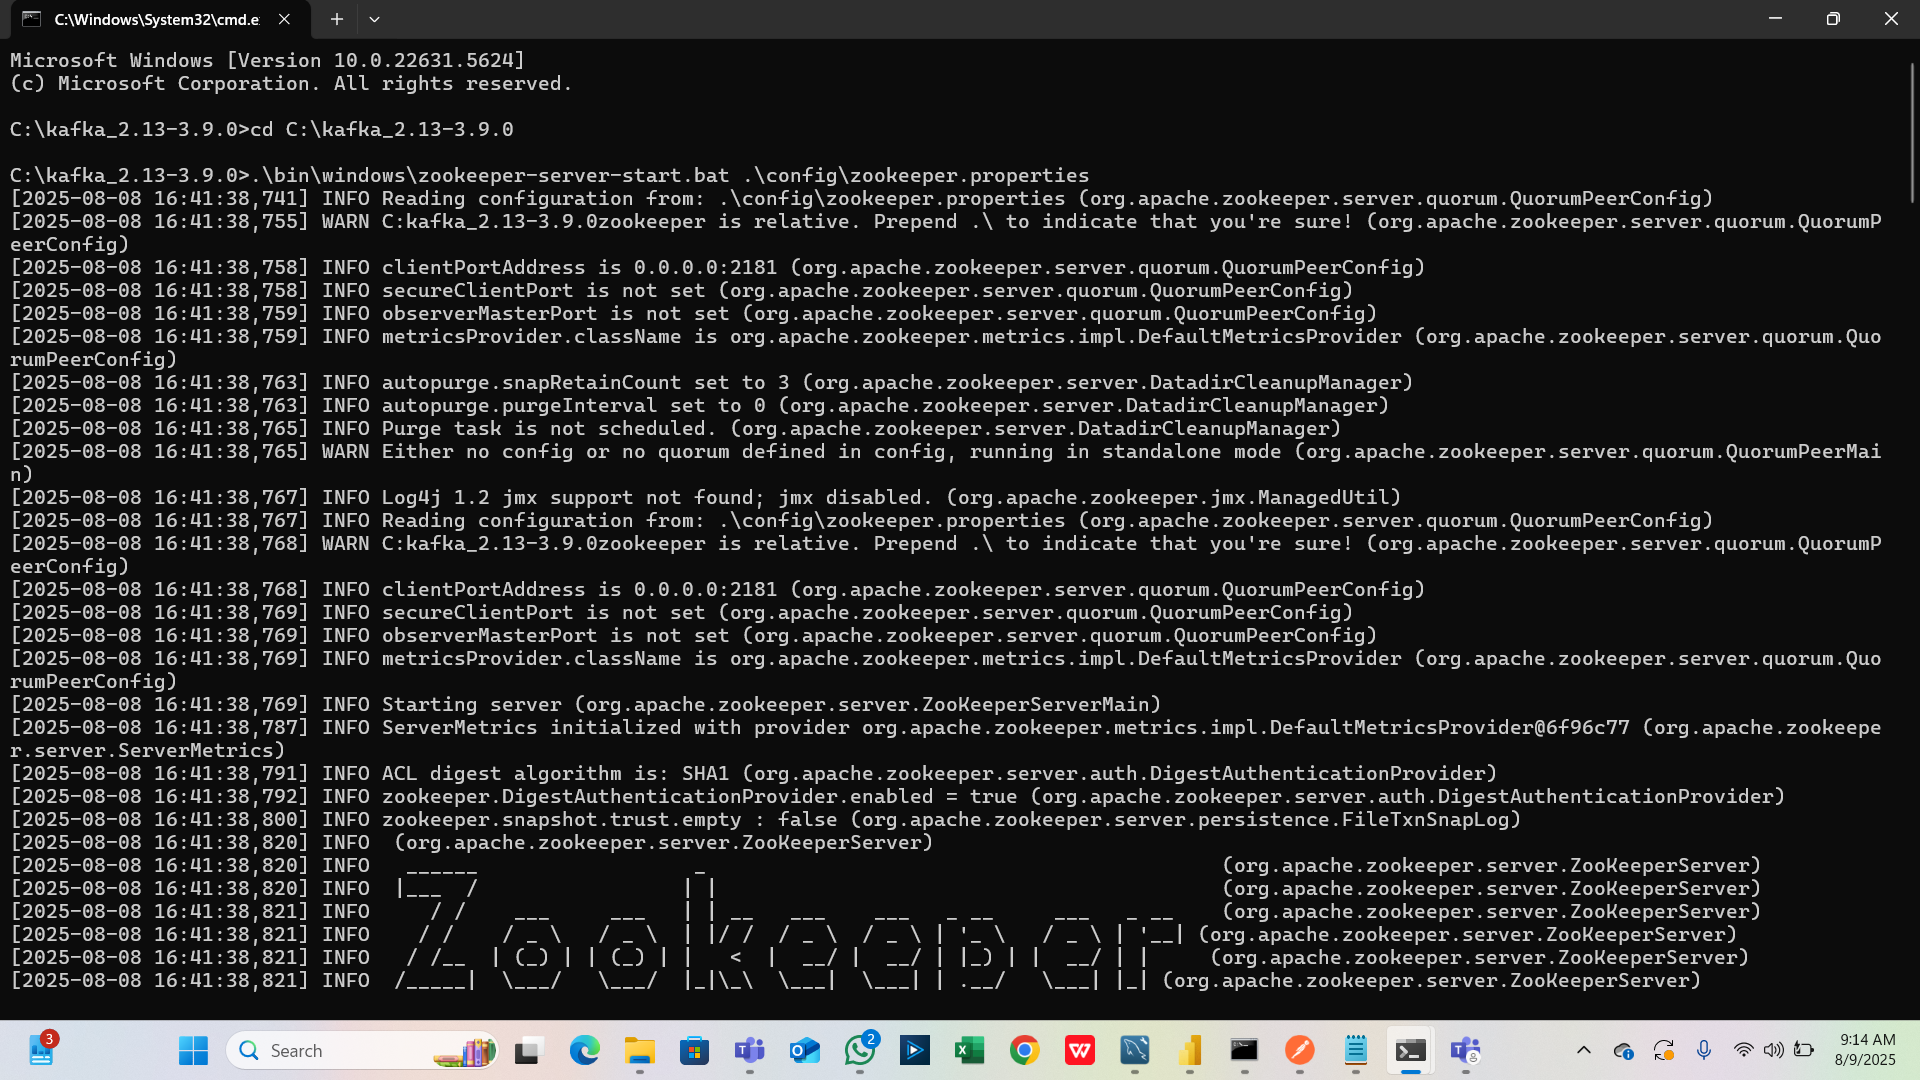 C:\Windows\System32\cmd.e
Microsoft Windows [Version 10.0.22631.5624]
(c) Microsoft Corporation. All rights reserved.
C:\kafka_2.13-3.9.0>cd C:\kafka_2.13-3.9.0
C:\kafka_2.13-3.9.0>.\bin\windows\zookeeper-server-start.bat .\config\zookeeper.properties
[2025-08-08 16:41:38,741] INFO Reading configuration from: .\config\zookeeper.properties (org.apache.zookeeper.server.quorum.QuorumPeerConfig)
[2025-08-08 16:41:38,755] WARN C:kafka_2.13-3.9.0zookeeper is relative. Prepend .\ to indicate that you're sure! (org.apache.zookeeper.server.quorum.QuorumP
eerConfig)
[2025-08-08 16:41:38,758] INFO clientPortAddress is 0.0.0.0:2181 (org.apache.zookeeper.server.quorum.QuorumPeerConfig)
[2025-08-08 16:41:38,758] INFO secureClientPort is not set (org.apache.zookeeper.server.quorum.QuorumPeerConfig)
[2025-08-08 16:41:38,759] INFO observerMasterPort is not set (org.apache.zookeeper.server.quorum.QuorumPeerConfig)
[2025-08-08 16:41:38,759] INFO metricsProvider.className is org.apache.zookeeper.metrics.impl.DefaultMetricsProvider (org.apache.zookeeper.server.quorum.Quo
rumPeerConfig)
[2025-08-08 16:41:38,763] INFO autopurge.snapRetainCount set to 3 (org.apache.zookeeper.server.DatadirCleanupManager)
[2025-08-08 16:41:38,763] INFO autopurge.purgeInterval set to 0 (org.apache.zookeeper.server.DatadirCleanupManager)
[2025-08-08 16:41:38,765] INFO Purge task is not scheduled. (org.apache.zookeeper.server.DatadirCleanupManager)
[2025-08-08 16:41:38,765] WARN Either no config or no quorum defined in config, running in standalone mode (org.apache.zookeeper.server.quorum.QuorumPeerMai
n)
[2025-08-08 16:41:38,767] INFO Log4j 1.2 jmx support not found; jmx disabled. (org.apache.zookeeper.jmx.ManagedUtil)
[2025-08-08 16:41:38,767] INFO Reading configuration from: .\config\zookeeper.properties (org.apache.zookeeper.server.quorum.QuorumPeerConfig)
[2025-08-08 16:41:38,768] WARN C:kafka_2.13-3.9.0zookeeper is relative. Prepend .\ to indicate that you're sure! (org.apache.zookeeper.server.quorum.QuorumP
eerConfig)
[2025-08-08 16:41:38,768] INFO clientPortAddress is 0.0.0.0:2181 (org.apache.zookeeper.server.quorum.QuorumPeerConfig)
[2025-08-08 16:41:38,769] INFO secureClientPort is not set (org.apache.zookeeper.server.quorum.QuorumPeerConfig)
[2025-08-08 16:41:38,769] INFO observerMasterPort is not set (org.apache.zookeeper.server.quorum.QuorumPeerConfig)
[2025-08-08 16:41:38,769] INFO metricsProvider.className is org.apache.zookeeper.metrics.impl.DefaultMetricsProvider (org.apache.zookeeper.server.quorum.Quo
rumPeerConfig)
[2025-08-08 16:41:38,769] INFO Starting server (org.apache.zookeeper.server.ZooKeeperServerMain)
[2025-08-08 16:41:38,787] INFO ServerMetrics initialized with provider org.apache.zookeeper.metrics.impl.DefaultMetricsProvider@6f96c77 (org.apache.zookeepe
r.server.ServerMetrics)
[2025-08-08 16:41:38,791] INFO ACL digest algorithm is: SHA1 (org.apache.zookeeper.server.auth.DigestAuthenticationProvider)
[2025-08-08 16:41:38,792] INFO zookeeper.DigestAuthenticationProvider.enabled = true (org.apache.zookeeper.server.auth.DigestAuthenticationProvider)
[2025-08-08 16:41:38,800] INFO zookeeper.snapshot.trust.empty : false (org.apache.zookeeper.server.persistence.FileTxnSnapLog)
[2025-08-08 16:41:38,820] INFO  (org.apache.zookeeper.server.ZooKeeperServer)
[2025-08-08 16:41:38,820] INFO   ______                  _                                           (org.apache.zookeeper.server.ZooKeeperServer)
[2025-08-08 16:41:38,820] INFO  |___  /                 | |                                          (org.apache.zookeeper.server.ZooKeeperServer)
[2025-08-08 16:41:38,821] INFO     / /    ___     ___   | | __   ___    ___   _ __     ___   _ __    (org.apache.zookeeper.server.ZooKeeperServer)
[2025-08-08 16:41:38,821] INFO    / /    / _ \   / _ \  | |/ /  / _ \  / _ \ | '_ \   / _ \ | '__| (org.apache.zookeeper.server.ZooKeeperServer)
[2025-08-08 16:41:38,821] INFO   / /__  | (_) | | (_) | |   <  |  __/ |  __/ | |_) | |  __/ | |     (org.apache.zookeeper.server.ZooKeeperServer)
[2025-08-08 16:41:38,821] INFO  /_____|  \___/   \___/  |_|\_\  \___|  \___| | .__/   \___| |_| (org.apache.zookeeper.server.ZooKeeperServer)
3
Search
2
9:14 AM
8/9/2025